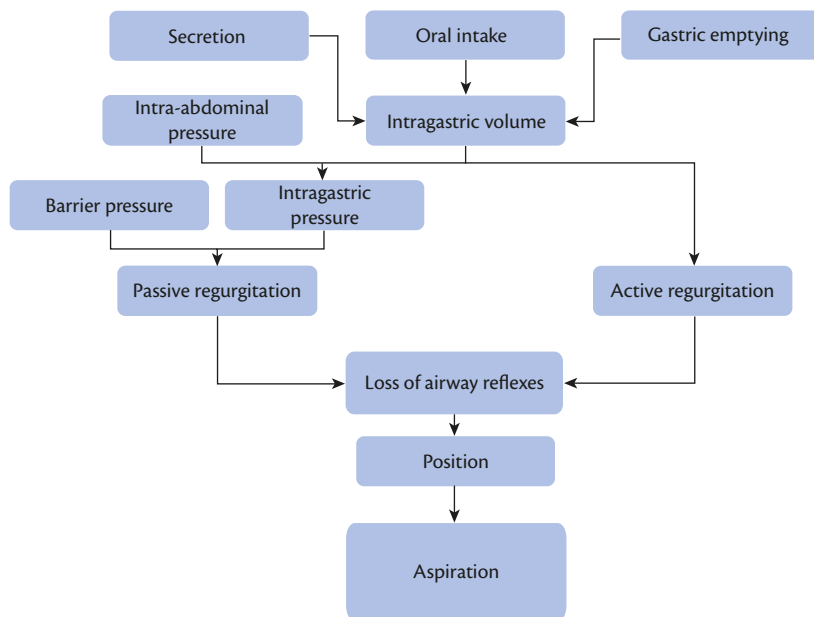 Secretion
Oral intake
Gastric emptying
Intra-abdominal
pressure
Intragastric volume
Barrier pressure
Intragastric
pressure
Passive regurgitation
Active regurgitation
Loss of airway reflexes
Position
Aspiration